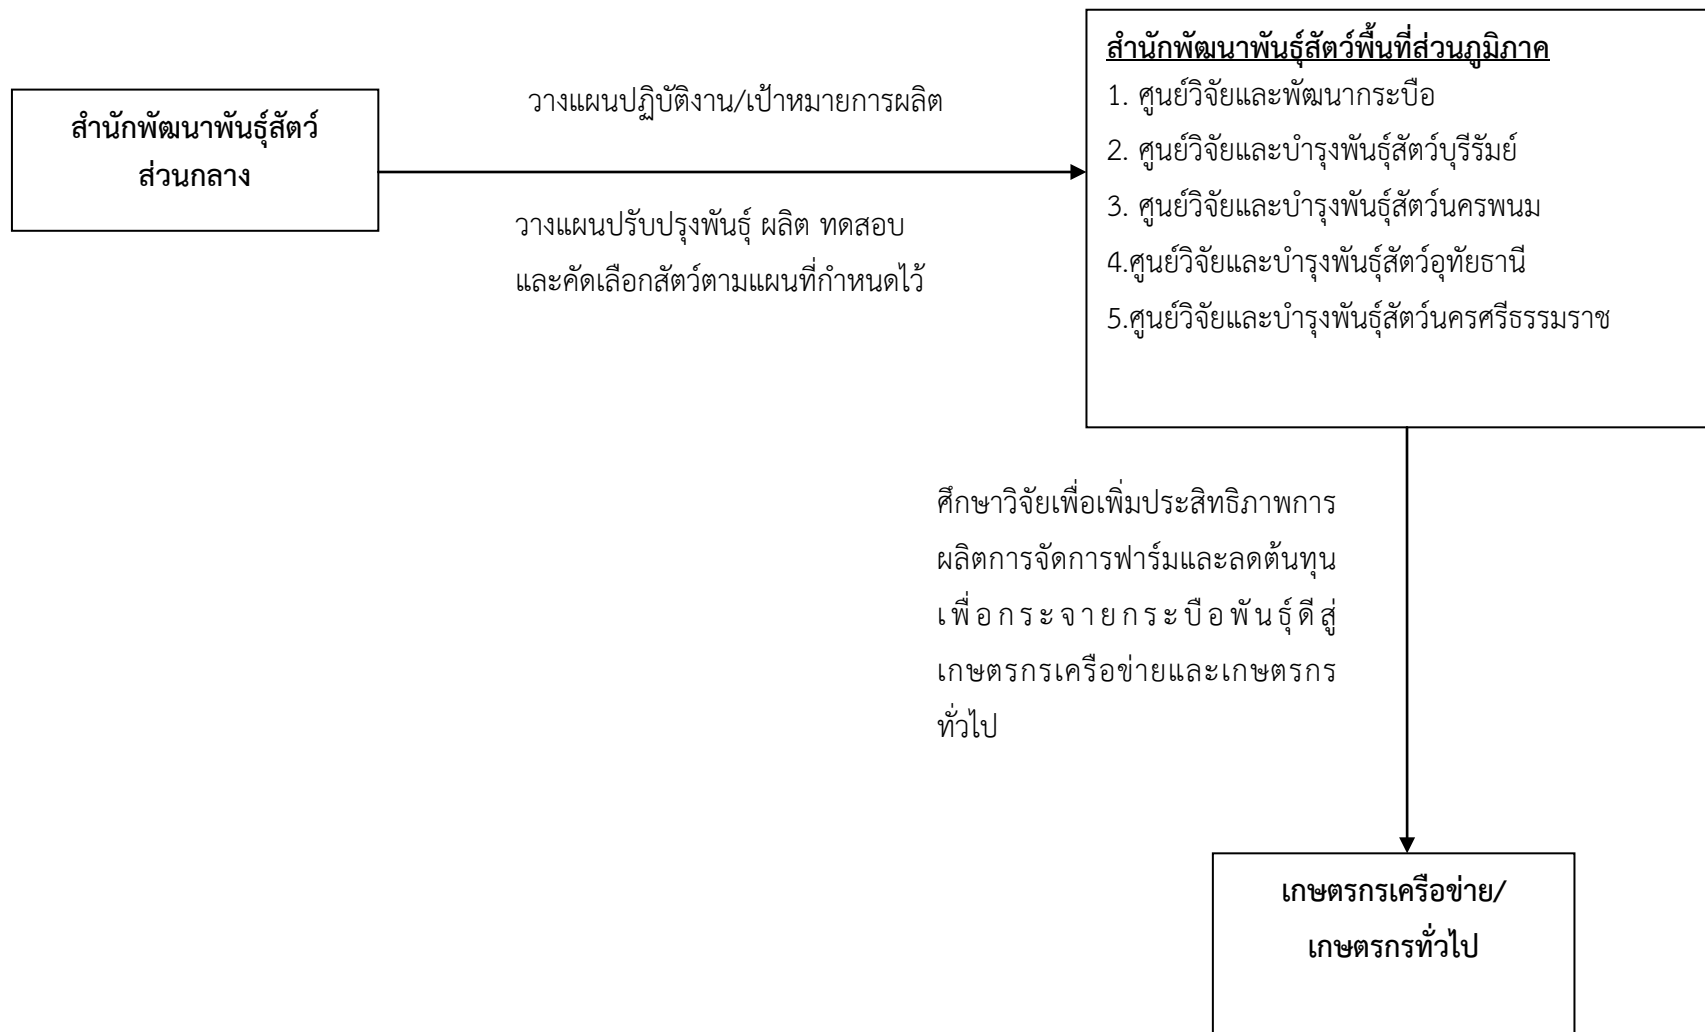 สำนักพัฒนาพันธุ์สัตว์
ส่วนกลาง
วางแผนปฏิบัติงาน/เป้าหมายการผลิต
วางแผนปรับปรุงพันธุ์ ผลิต ทดสอบ
และคัดเลือกสัตว์ตามแผนที่กำหนดไว้
สำนักพัฒนาพันธุ์สัตว์พื้นที่ส่วนภูมิภาค
1. ศูนย์วิจัยและพัฒนากระบือ
2. ศูนย์วิจัยและบำรุงพันธุ์สัตว์บุรีรัมย์
3. ศูนย์วิจัยและบำรุงพันธุ์สัตว์นครพนม
4.ศูนย์วิจัยและบำรุงพันธุ์สัตว์อุทัยธานี
5.ศูนย์วิจัยและบำรุงพันธุ์สัตว์นครศรีธรรมราช
ศึกษาวิจัยเพื่อเพิ่มประสิทธิภาพการ
ผลิตการจัดการฟาร์มและลดต้นทุน
เพื่อกระจายกระบือพันธุ์ดีสู่
เกษตรกรเครือข่ายและเกษตรกร
ทั่วไป
เกษตรกรเครือข่าย/
เกษตรกรทั่วไป